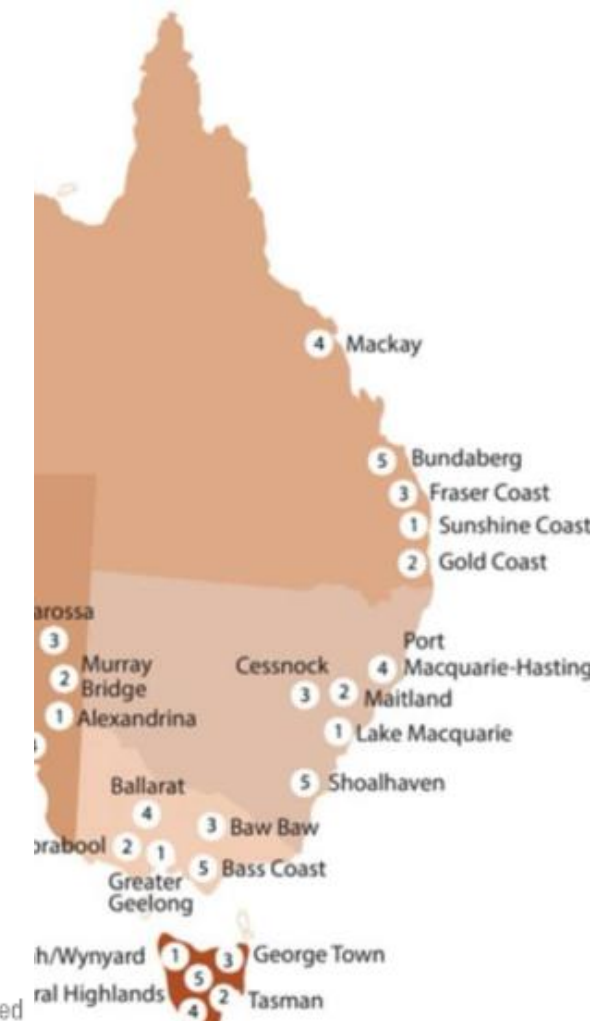 4 Mackay
5 Bundaberg
3 Fraser Coast
1 Sunshine Coast
2 Gold Coast
arossa
3
Port
Cessnock
4 Macquarie-Hasting
Murray
2 Bridge
3
2 Maitland
1 Alexandrina
1 Lake Macquarie
5 Shoalhaven
Ballarat
4
3 Baw Baw
orabool 2
1
5 Bass Coast
Greater
Geelong
h/Wynyard 1
3 George Town
5
ral Highlands
2 Tasman
4
ed